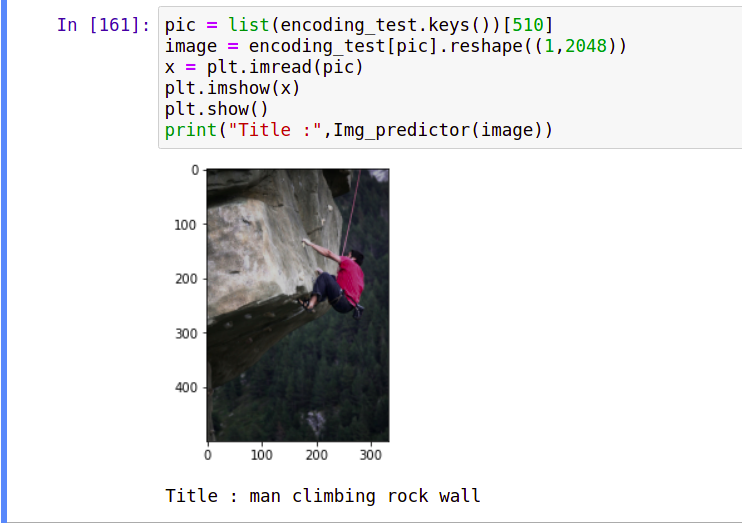 In [161]: pic = list(encoding_test.keys())[510]
image = encoding_test[pic].reshape((1,2048))
x = plt.imread(pic)
plt.imshow(x)
plt.show()
print("Title :",Img_predictor(image))
0
100
200
300
400
0 100 200 300
Title : man climbing rock wall